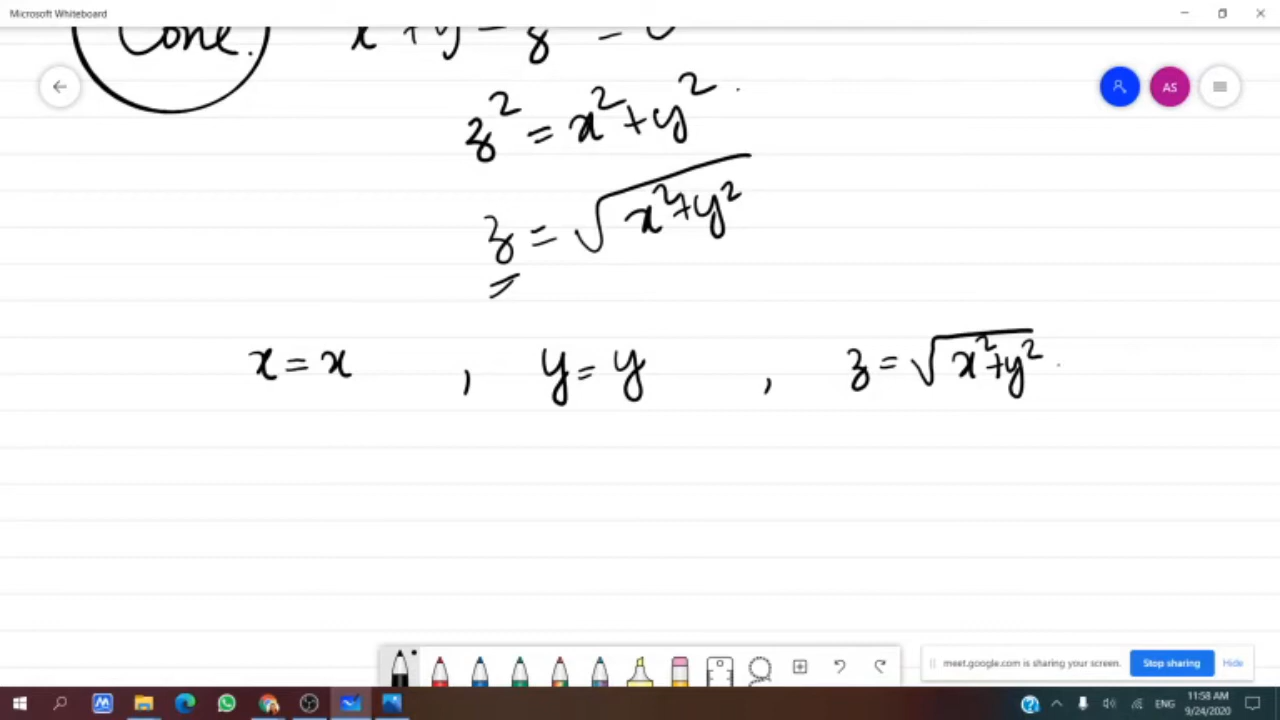 Microsoft Whiteboard
Cone.
AS
z² = x² + y²
z = √x²+y²
x = x , y = y , z = √x²+y²
meet.google.com is sharing your screen. Stop sharing Hide
ENG 11:58 AM
9/24/2020